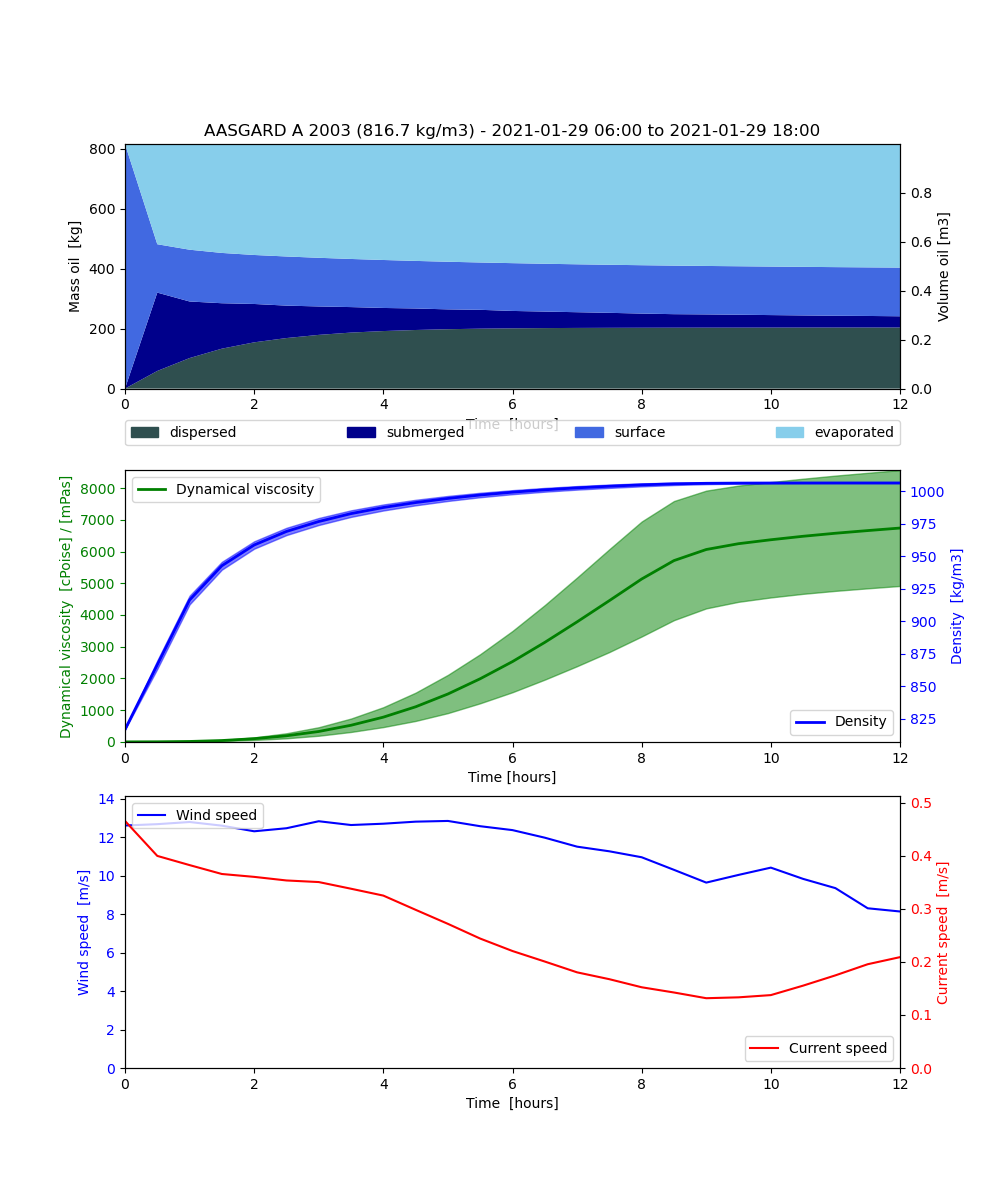 AASGARD A 2003 (816.7 kg/m3) - 2021-01-29 06:00 to 2021-01-29 18:00
Mass oil [kg]
800
600
400
200
0
0.8
0.6
0.4
0.2
0.0
Volume oil [m3]
0 2 4 6 8 10 12
Time [hours]
dispersed submerged surface evaporated
Dynamical viscosity [cPoise] / [mPas]
8000
7000
6000
5000
4000
3000
2000
1000
0
Dynamical viscosity
1000
975
950
925
900
875
850
825
Density [kg/m3]
Density
0 2 4 6 8 10 12
Time [hours]
Wind speed [m/s]
14
12
10
8
6
4
2
0
Wind speed
0.5
0.4
0.3
0.2
0.1
0.0
Current speed [m/s]
Current speed
0 2 4 6 8 10 12
Time [hours]